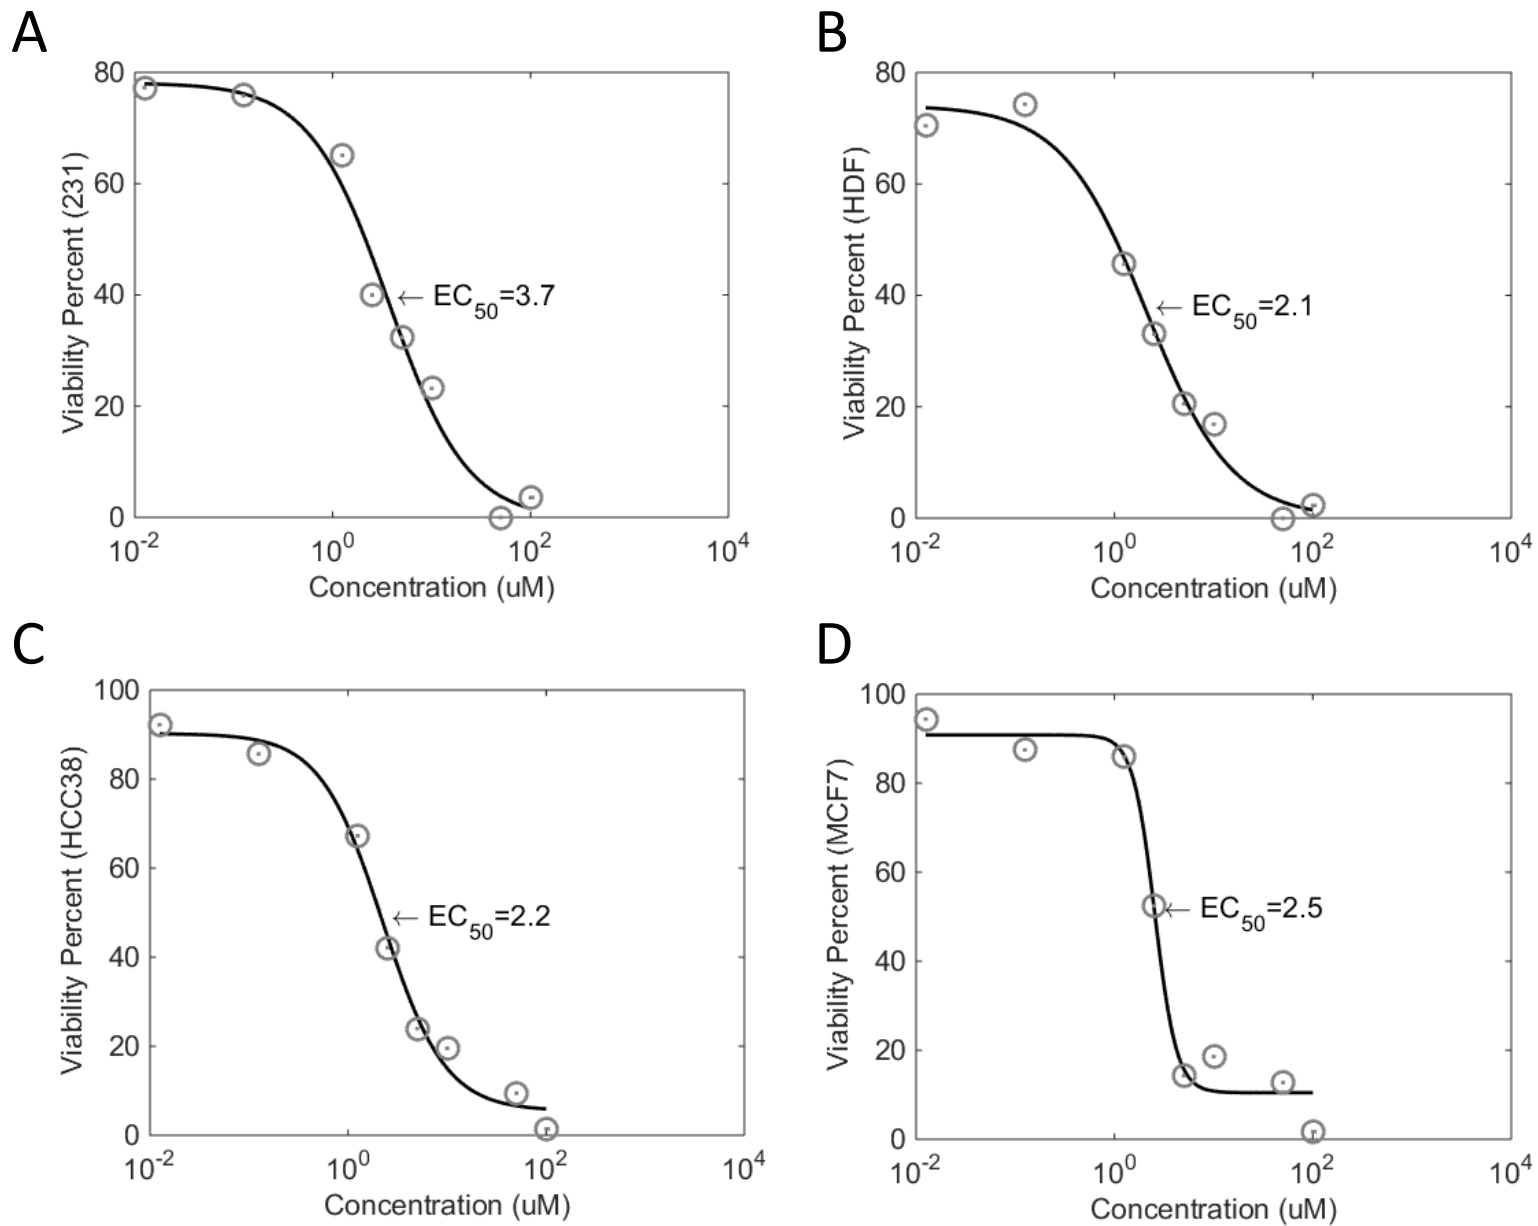 A
80
60
40
20
0
Viability Percent (231)
EC50=3.7
10-2
100
102
104
Concentration (uM)
B
80
60
40
20
0
Viability Percent (HDF)
EC50=2.1
10-2
100
102
104
Concentration (uM)
C
100
80
60
40
20
0
Viability Percent (HCC38)
EC50=2.2
10-2
100
102
104
Concentration (uM)
D
100
80
60
40
20
0
Viability Percent (MCF7)
EC50=2.5
10-2
100
102
104
Concentration (uM)